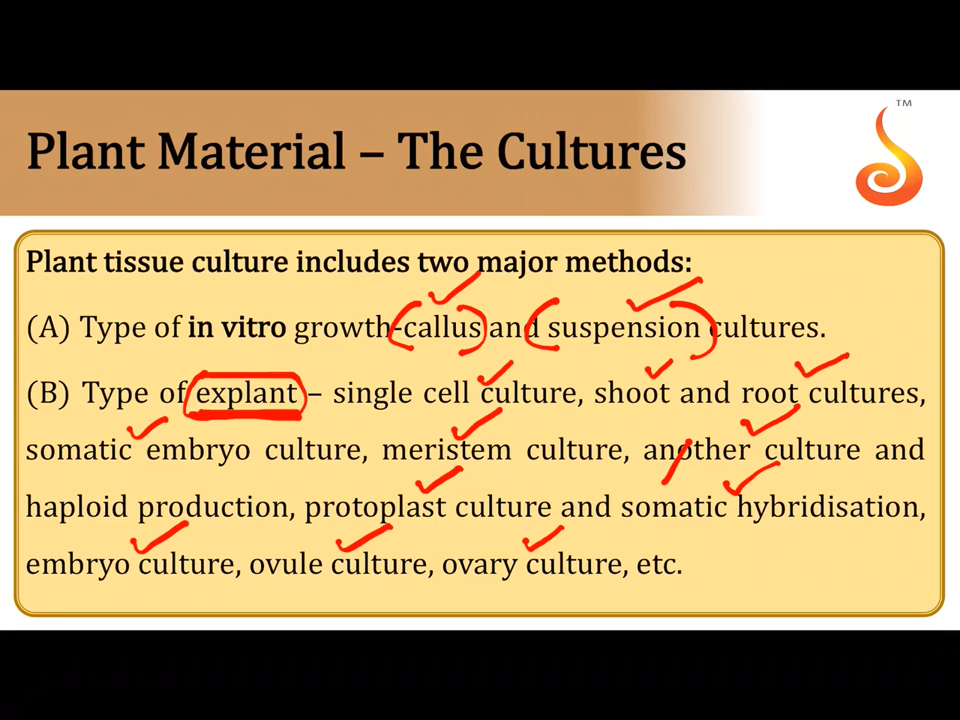 TM
Plant Material – The Cultures
Plant tissue culture includes two major methods:
(A) Type of in vitro growth-callus and suspension cultures.
(B) Type of explant – single cell culture, shoot and root cultures,
somatic embryo culture, meristem culture, another culture and
haploid production, protoplast culture and somatic hybridisation,
embryo culture, ovule culture, ovary culture, etc.